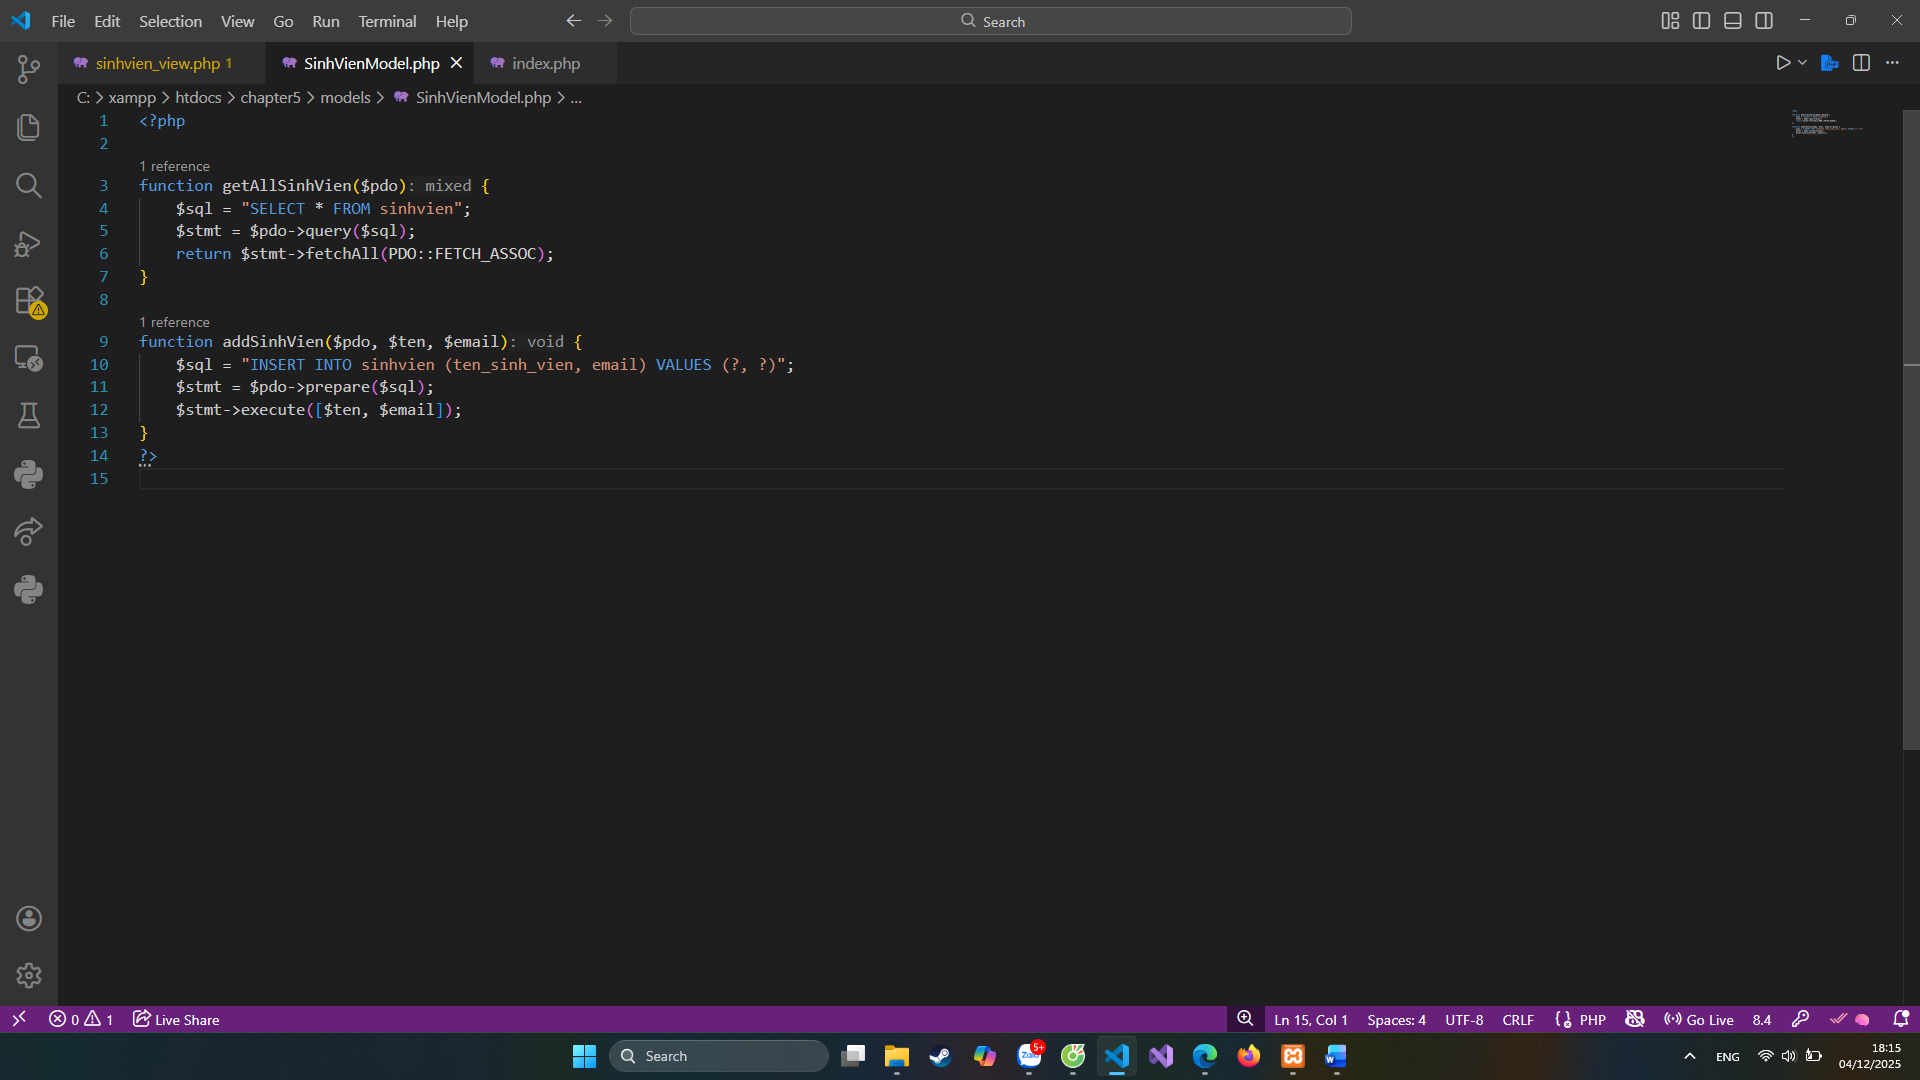 File Edit Selection View Go Run Terminal Help Search
sinhvien_view.php 1 SinhVienModel.php index.php
C: > xampp > htdocs > chapter5 > models > SinhVienModel.php > ...
1 <?php
2
1 reference
3 function getAllSinhVien($pdo): mixed {
4 $sql = "SELECT * FROM sinhvien";
5 $stmt = $pdo->query($sql);
6 return $stmt->fetchAll(PDO::FETCH_ASSOC);
7 }
8
1 reference
9 function addSinhVien($pdo, $ten, $email): void {
10 $sql = "INSERT INTO sinhvien (ten_sinh_vien, email) VALUES (?, ?)";
11 $stmt = $pdo->prepare($sql);
12 $stmt->execute([$ten, $email]);
13 }
14 ?>
15
0 1 Live Share Ln 15, Col 1 Spaces: 4 UTF-8 CRLF {} PHP Go Live 8.4
Search Zalo 5+ ENG 18:15
04/12/2025